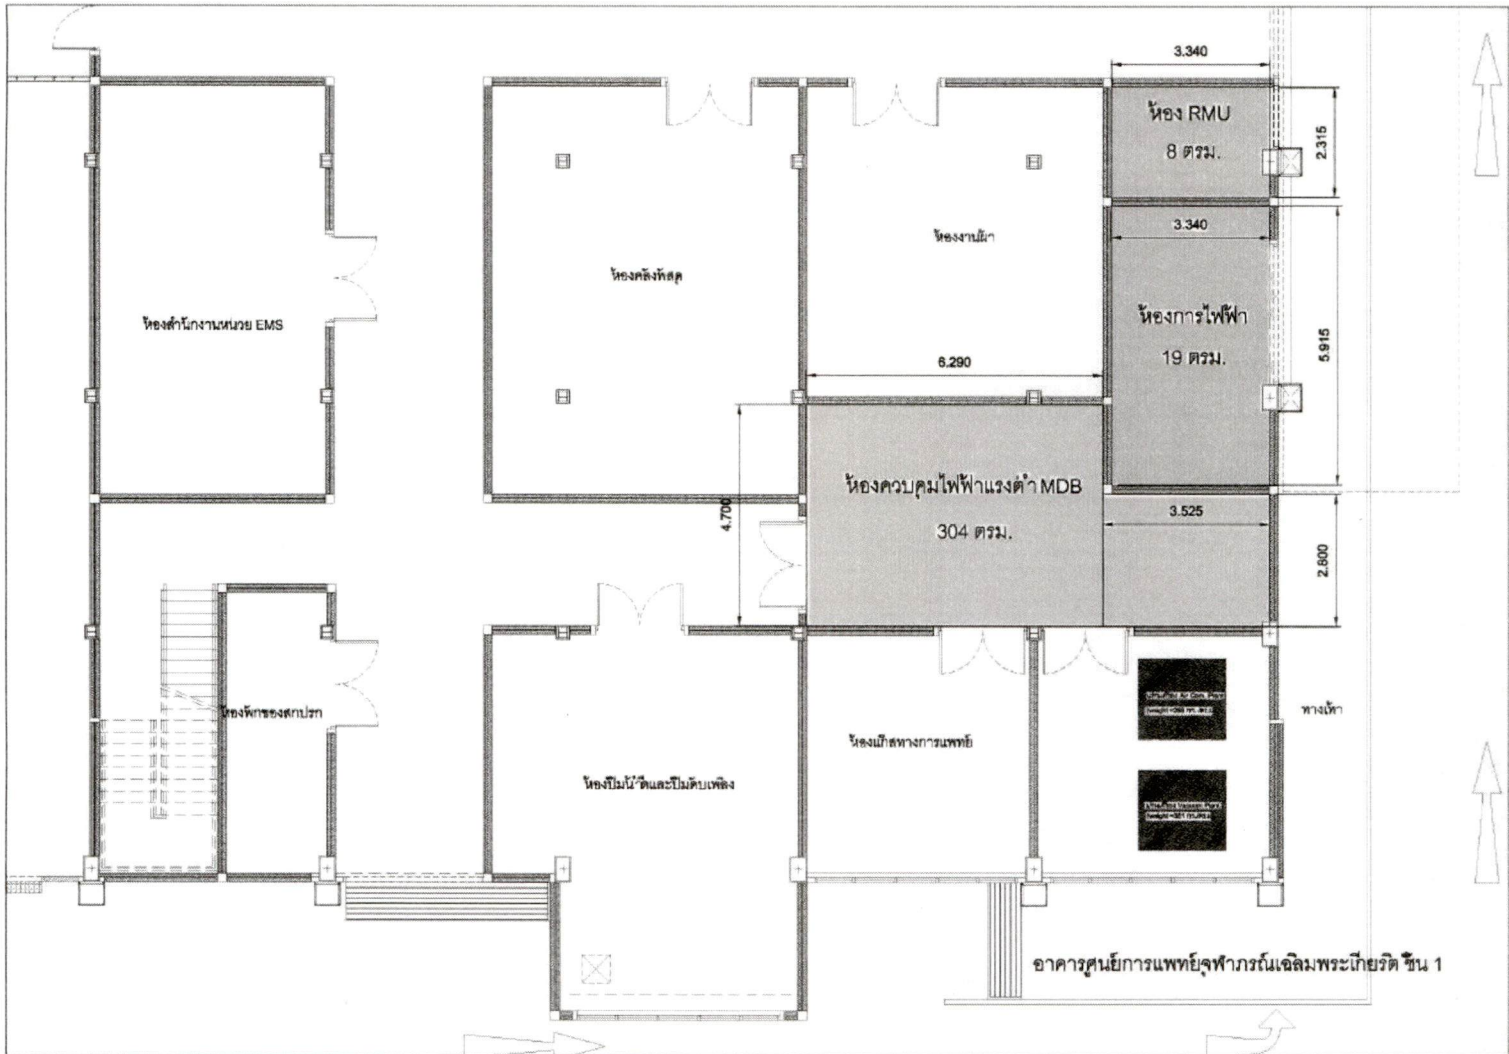 3.340
ห้อง RMU
8 ตรม.
2.315
3.340
ห้องงานผ้า
ห้องคลังพัสดุ
ห้องการไฟฟ้า
19 ตรม.
5.915
ห้องสำนักงานหน่วย EMS
6.290
ห้องควบคุมไฟฟ้าแรงต่ำ MDB
304 ตรม.
4.700
3.525
2.800
ห้องพักของสกปรก
ทางเท้า
ห้องแก๊สทางการแพทย์
ห้องปั๊มน้ำดีและปั๊มดับเพลิง
อาคารศูนย์การแพทย์จุฬาภรณ์เฉลิมพระเกียรติ ชั้น 1